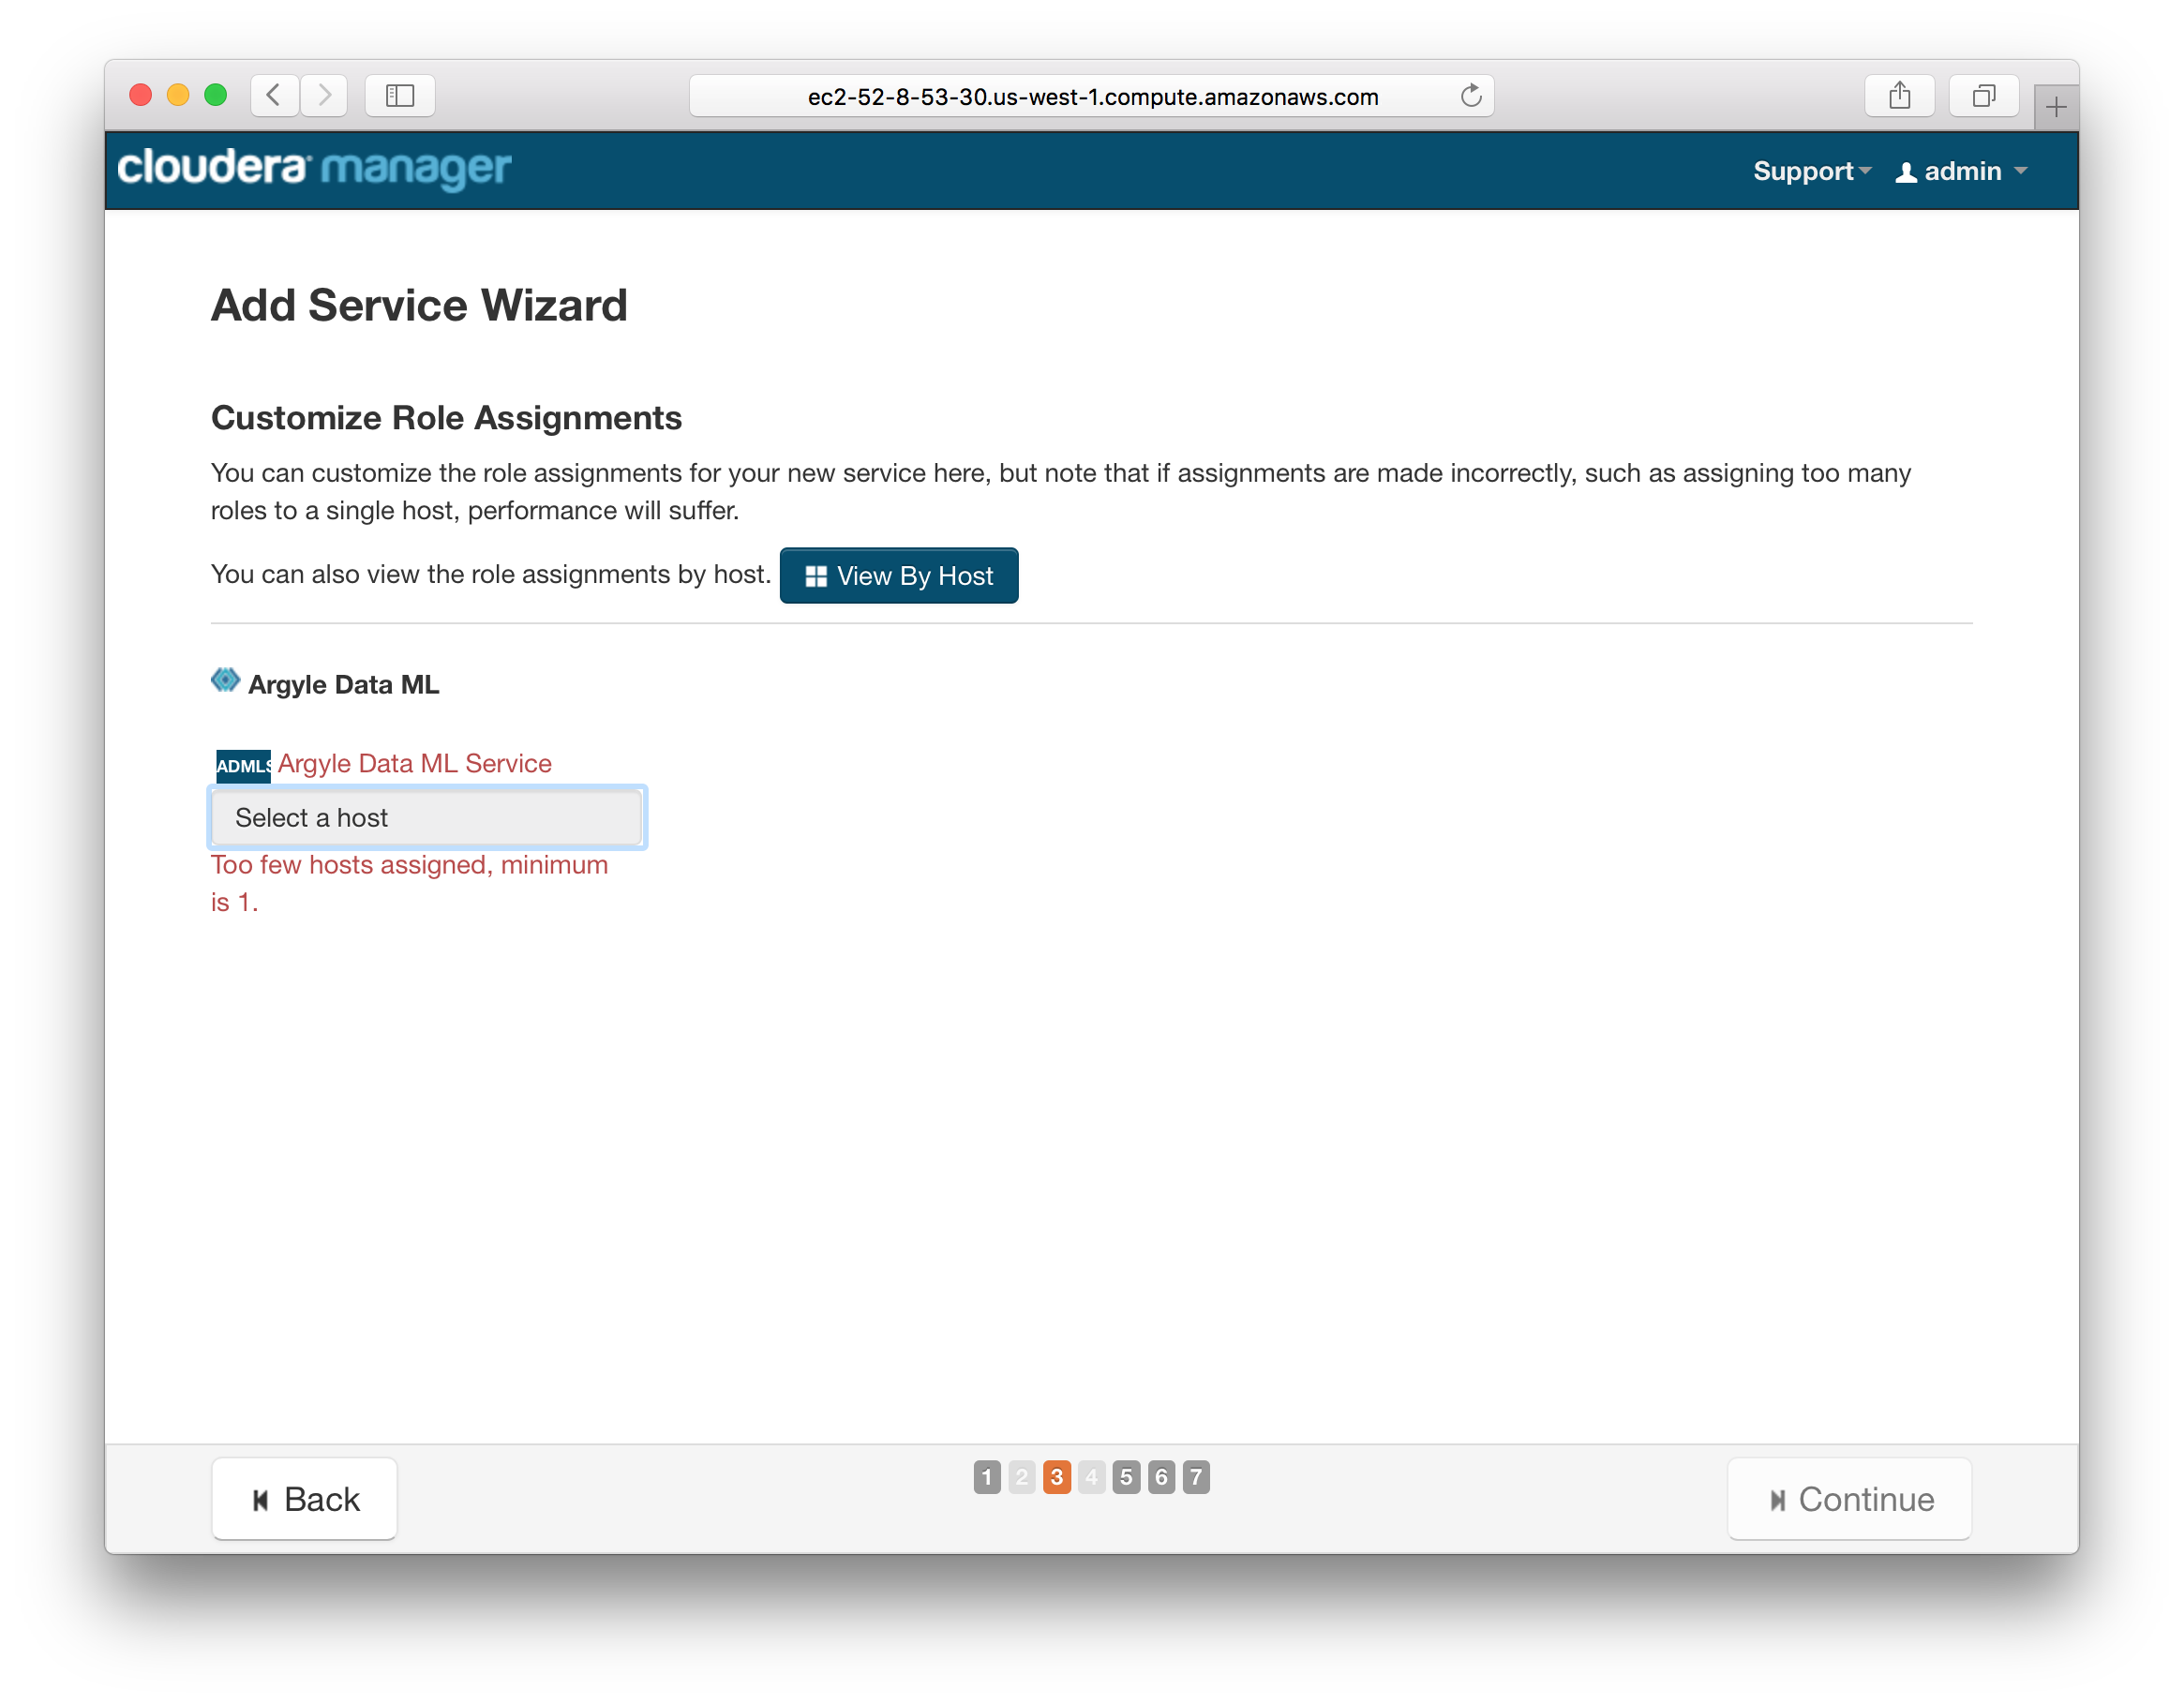 ec2-52-8-53-30.us-west-1.compute.amazonaws.com
cloudera manager
Support admin
Add Service Wizard
Customize Role Assignments
You can customize the role assignments for your new service here, but note that if assignments are made incorrectly, such as assigning too many
roles to a single host, performance will suffer.
You can also view the role assignments by host. View By Host
Argyle Data ML
ADMLS Argyle Data ML Service
Select a host
Too few hosts assigned, minimum
is 1.
Back 1 2 3 4 5 6 7 Continue